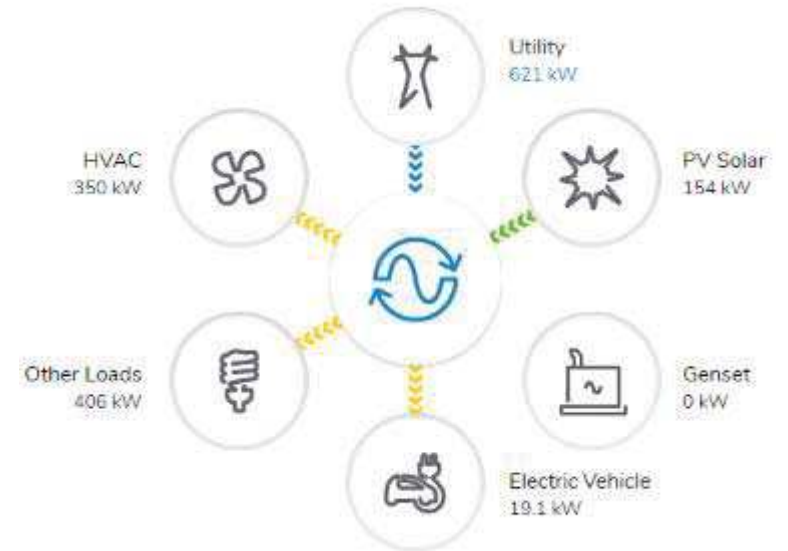 Utility
621 kW
HVAC
350 kW
PV Solar
154 kW
Other Loads
406 kW
Genset
0 kW
Electric Vehicle
19.1 kW